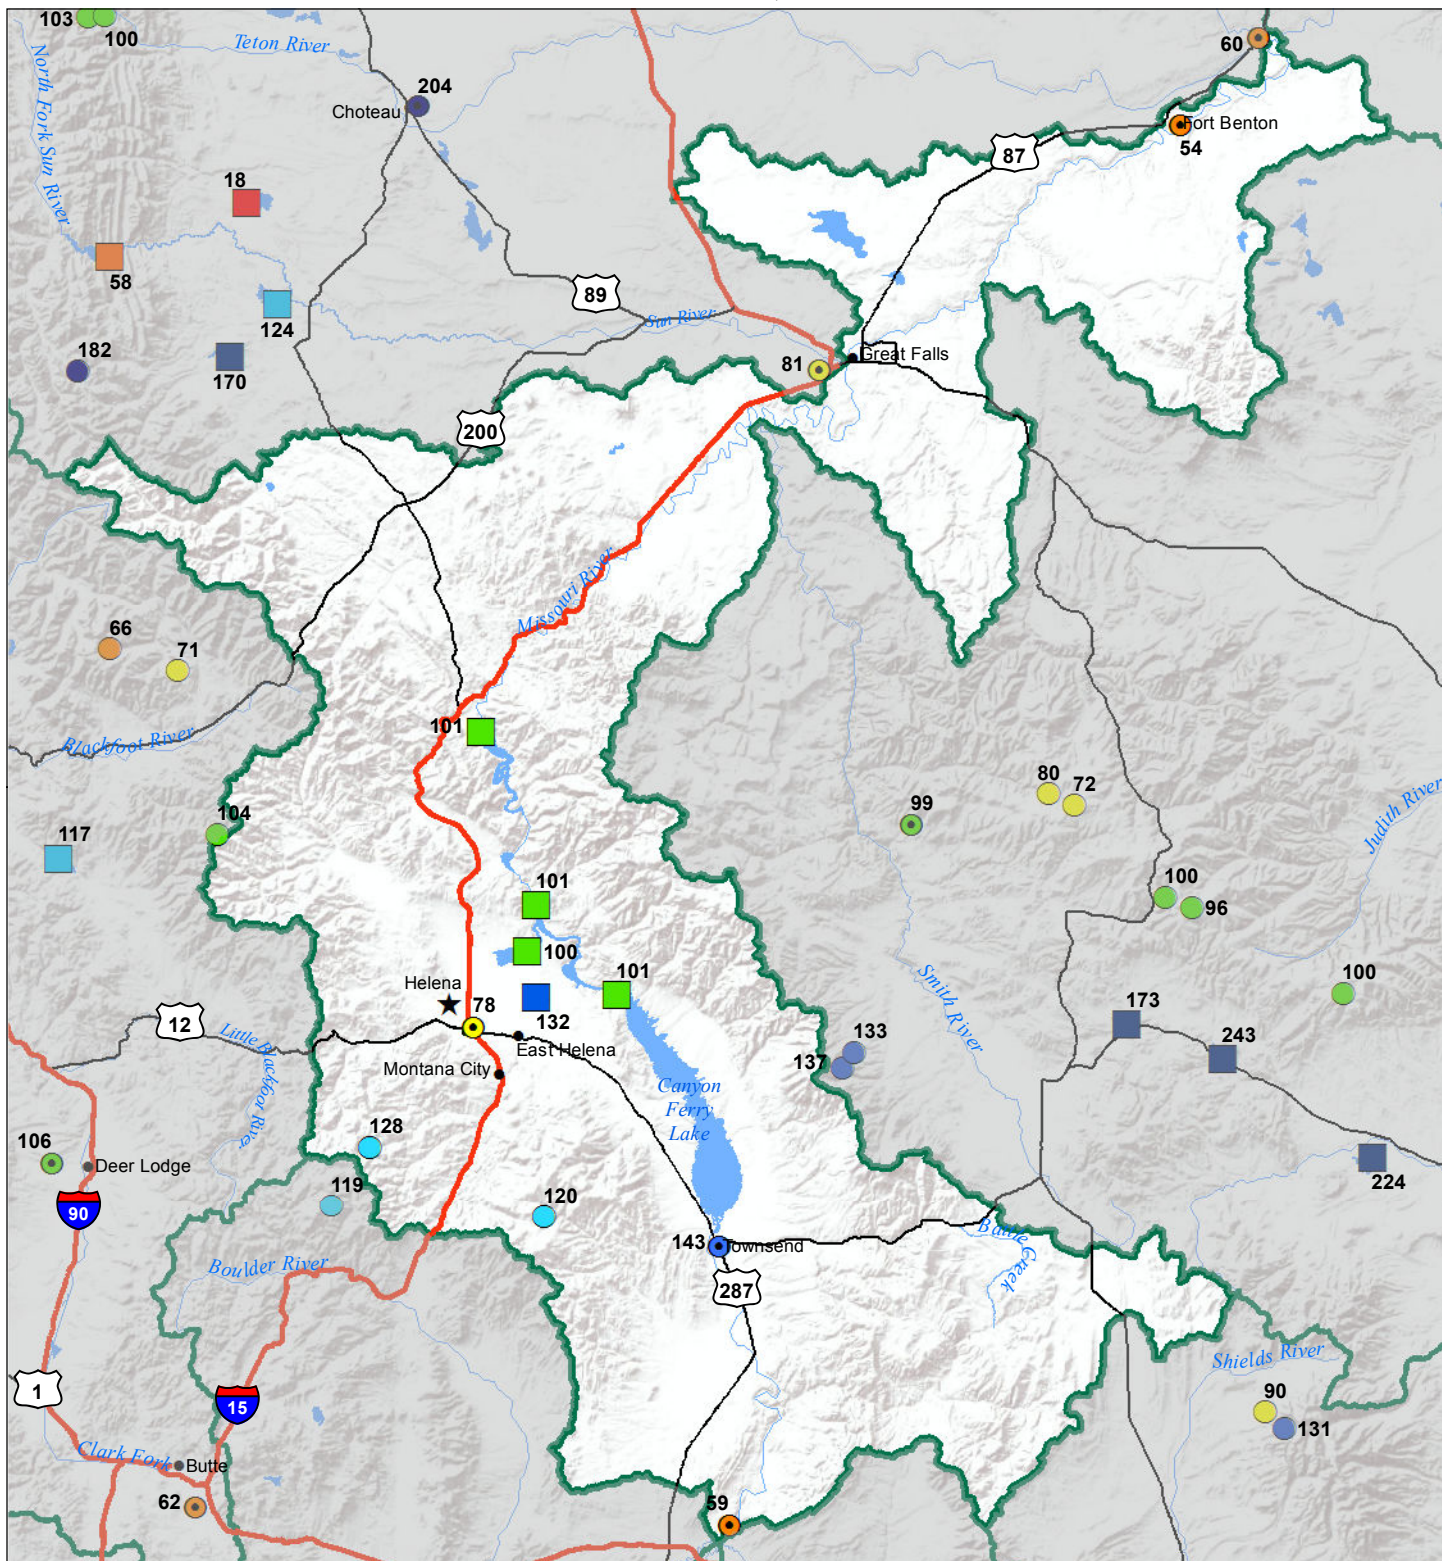 103
100
Teton River
60
North Fork Sun River
204
Choteau
Fort Benton
54
87
18
58
89
124
Sun River
182
170
81
Great Falls
200
Missouri River
66
71
101
Blackfoot River
80
72
99
104
117
Judith River
101
100
96
100
101
100
Helena
78
132
Smith River
173
12
Little Blackfoot River
East Helena
133
243
Montana City
137
Canyon
Ferry
Lake
128
106
Deer Lodge
224
119
120
90
143
Townsend
Battle Creek
Boulder River
287
Shields River
1
15
90
131
Clark Fork
Butte
62
59